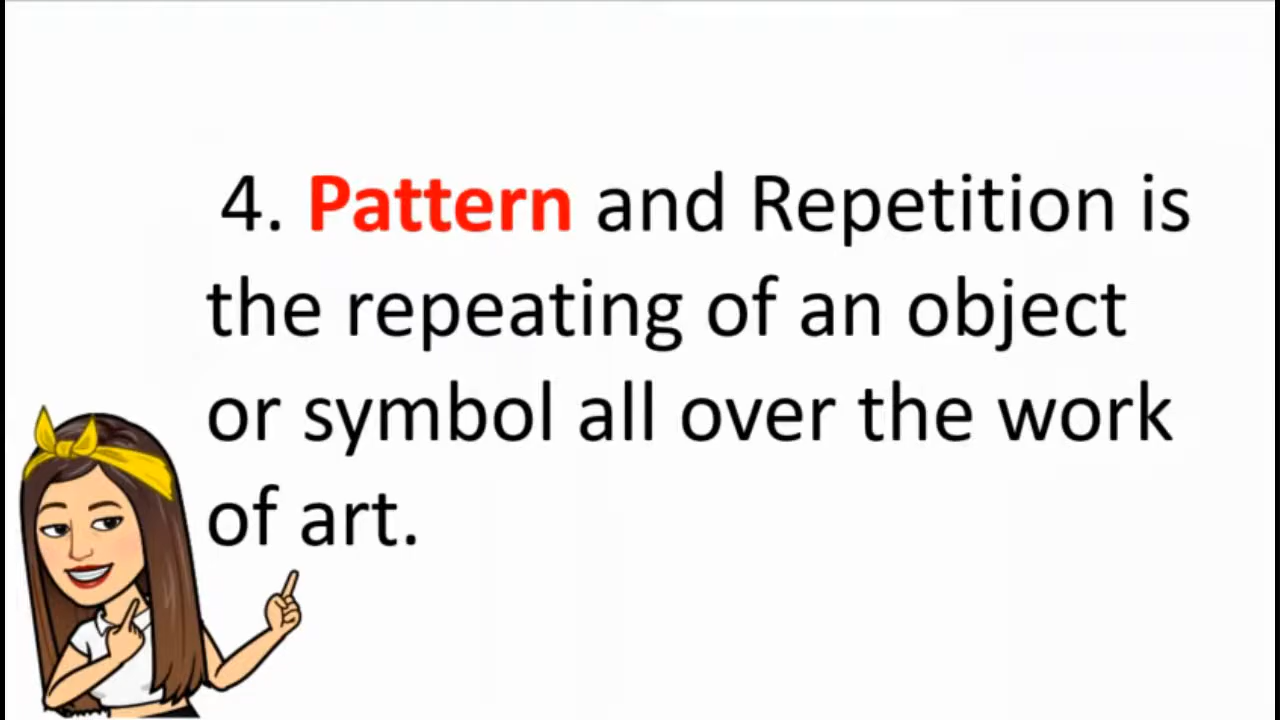 4. Pattern and Repetition is
the repeating of an object
or symbol all over the work
of art.